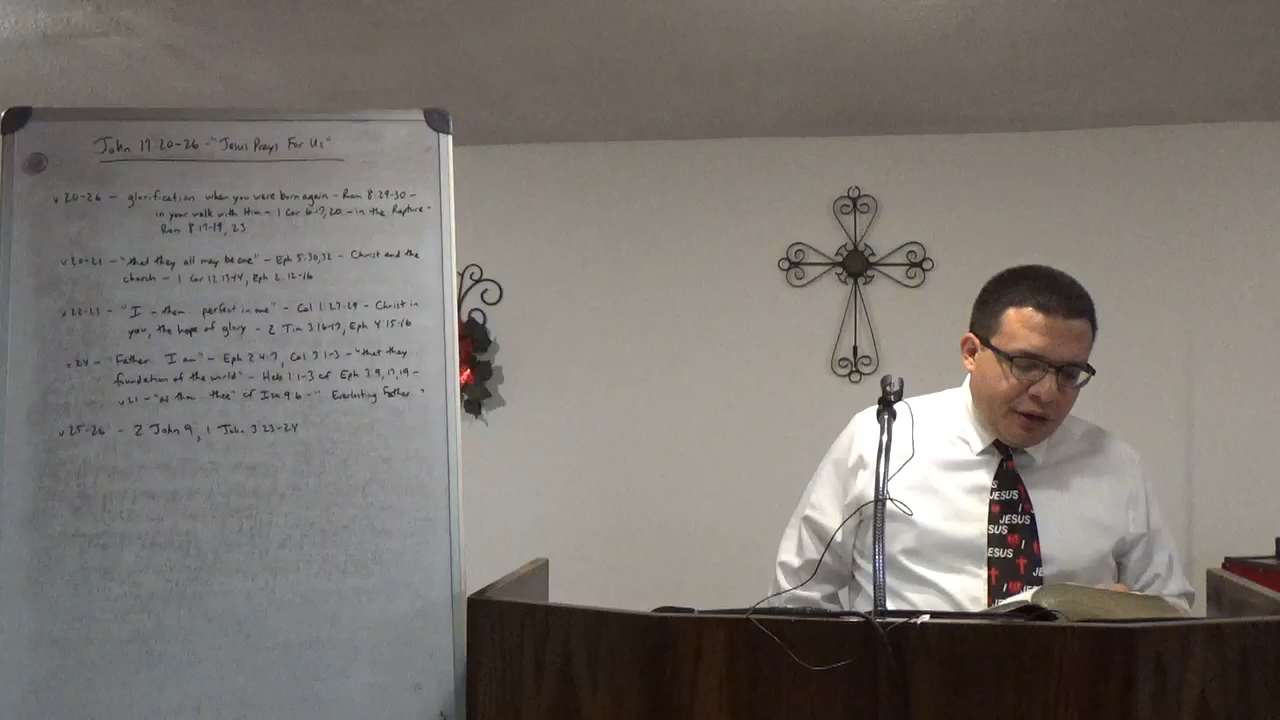 John 17:20-26 - "Jesus Prays For Us"
v 20-26 - glorification when you were born again - Rom 8:29-30 -
in your walk with Him - 1 Cor 6:17, 20 - in the Rapture -
Rom 8:17-19, 23
v 20-21 - "that they all may be one" - Eph 5:30, 32 - Christ and the
church - 1 Cor 12:13-14, Eph 2:12-16
v 22-23 - "I in them... perfect in one" - Col 1:27-29 - Christ in
you, the hope of glory - 2 Tim 3:16-17, Eph 4:15-16
v 24 - "Father... I am" - Eph 2:4-7, Col 3:1-3 - "that they
foundation of the world" - Heb 1:1-3 cf Eph 3:9, 17, 19 -
v 21 - "as thou... thee" cf Isa 9:6 - "Everlasting Father"
v 25-26 - 2 John 9, 1 John 3:23-24
JESUS
I
JESUS
SUS
I
ESUS
JE
I